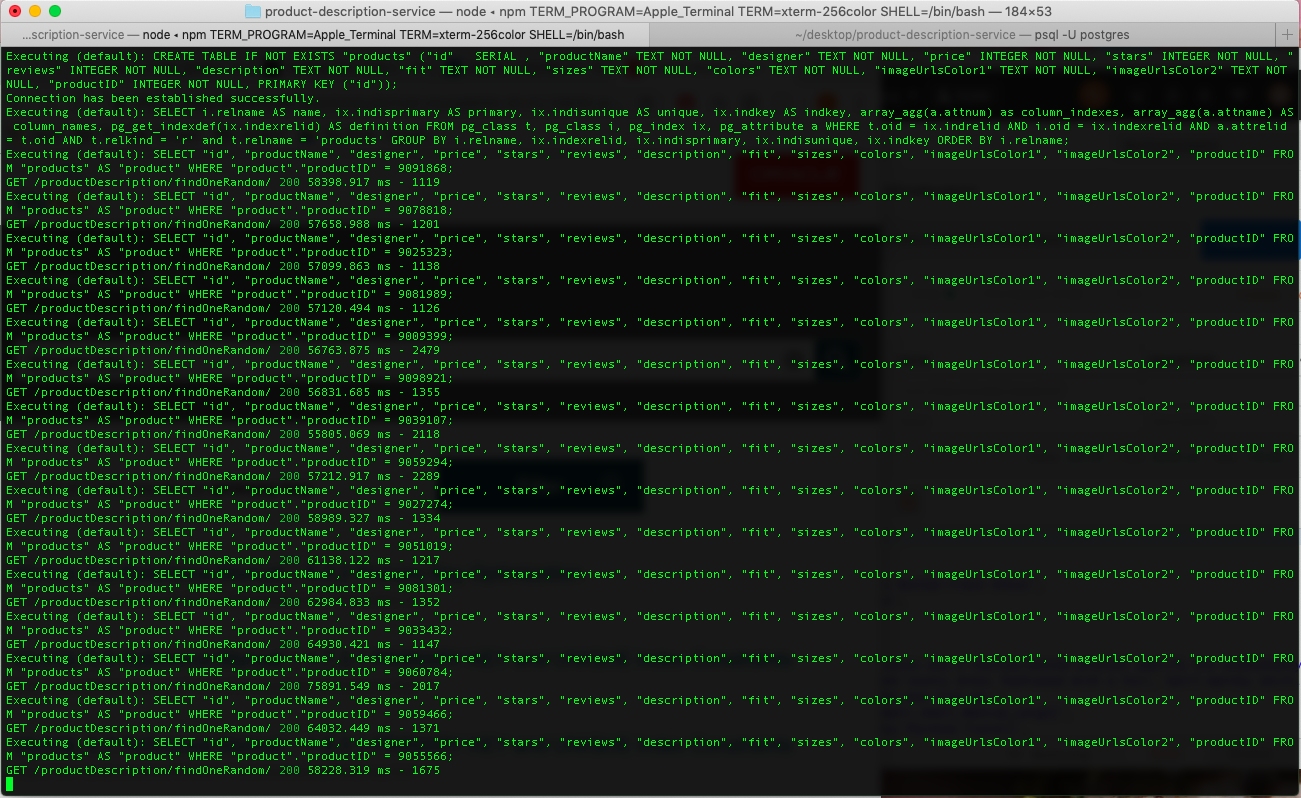 product-description-service — node ◂ npm TERM_PROGRAM=Apple_Terminal TERM=xterm-256color SHELL=/bin/bash — 184×53
...scription-service — node ◂ npm TERM_PROGRAM=Apple_Terminal TERM=xterm-256color SHELL=/bin/bash
~/desktop/product-description-service — psql -U postgres
+
Executing (default): CREATE TABLE IF NOT EXISTS "products" ("id"   SERIAL , "productName" TEXT NOT NULL, "designer" TEXT NOT NULL, "price" INTEGER NOT NULL, "stars" INTEGER NOT NULL, "
reviews" INTEGER NOT NULL, "description" TEXT NOT NULL, "fit" TEXT NOT NULL, "sizes" TEXT NOT NULL, "colors" TEXT NOT NULL, "imageUrlsColor1" TEXT NOT NULL, "imageUrlsColor2" TEXT NOT
NULL, "productID" INTEGER NOT NULL, PRIMARY KEY ("id"));
Connection has been established successfully.
Executing (default): SELECT i.relname AS name, ix.indisprimary AS primary, ix.indisunique AS unique, ix.indkey AS indkey, array_agg(a.attnum) as column_indexes, array_agg(a.attname) AS
column_names, pg_get_indexdef(ix.indexrelid) AS definition FROM pg_class t, pg_class i, pg_index ix, pg_attribute a WHERE t.oid = ix.indrelid AND i.oid = ix.indexrelid AND a.attrelid
= t.oid AND t.relkind = 'r' and t.relname = 'products' GROUP BY i.relname, ix.indexrelid, ix.indisprimary, ix.indisunique, ix.indkey ORDER BY i.relname;
Executing (default): SELECT "id", "productName", "designer", "price", "stars", "reviews", "description", "fit", "sizes", "colors", "imageUrlsColor1", "imageUrlsColor2", "productID" FRO
M "products" AS "product" WHERE "product"."productID" = 9091868;
GET /productDescription/findOneRandom/ 200 58398.917 ms - 1119
Executing (default): SELECT "id", "productName", "designer", "price", "stars", "reviews", "description", "fit", "sizes", "colors", "imageUrlsColor1", "imageUrlsColor2", "productID" FRO
M "products" AS "product" WHERE "product"."productID" = 9078818;
GET /productDescription/findOneRandom/ 200 57658.988 ms - 1201
Executing (default): SELECT "id", "productName", "designer", "price", "stars", "reviews", "description", "fit", "sizes", "colors", "imageUrlsColor1", "imageUrlsColor2", "productID" FRO
M "products" AS "product" WHERE "product"."productID" = 9025323;
GET /productDescription/findOneRandom/ 200 57099.863 ms - 1138
Executing (default): SELECT "id", "productName", "designer", "price", "stars", "reviews", "description", "fit", "sizes", "colors", "imageUrlsColor1", "imageUrlsColor2", "productID" FRO
M "products" AS "product" WHERE "product"."productID" = 9081989;
GET /productDescription/findOneRandom/ 200 57120.494 ms - 1126
Executing (default): SELECT "id", "productName", "designer", "price", "stars", "reviews", "description", "fit", "sizes", "colors", "imageUrlsColor1", "imageUrlsColor2", "productID" FRO
M "products" AS "product" WHERE "product"."productID" = 9009399;
GET /productDescription/findOneRandom/ 200 56763.875 ms - 2479
Executing (default): SELECT "id", "productName", "designer", "price", "stars", "reviews", "description", "fit", "sizes", "colors", "imageUrlsColor1", "imageUrlsColor2", "productID" FRO
M "products" AS "product" WHERE "product"."productID" = 9098921;
GET /productDescription/findOneRandom/ 200 56831.685 ms - 1355
Executing (default): SELECT "id", "productName", "designer", "price", "stars", "reviews", "description", "fit", "sizes", "colors", "imageUrlsColor1", "imageUrlsColor2", "productID" FRO
M "products" AS "product" WHERE "product"."productID" = 9039107;
GET /productDescription/findOneRandom/ 200 55805.069 ms - 2118
Executing (default): SELECT "id", "productName", "designer", "price", "stars", "reviews", "description", "fit", "sizes", "colors", "imageUrlsColor1", "imageUrlsColor2", "productID" FRO
M "products" AS "product" WHERE "product"."productID" = 9059294;
GET /productDescription/findOneRandom/ 200 57212.917 ms - 2289
Executing (default): SELECT "id", "productName", "designer", "price", "stars", "reviews", "description", "fit", "sizes", "colors", "imageUrlsColor1", "imageUrlsColor2", "productID" FRO
M "products" AS "product" WHERE "product"."productID" = 9027274;
GET /productDescription/findOneRandom/ 200 58989.327 ms - 1334
Executing (default): SELECT "id", "productName", "designer", "price", "stars", "reviews", "description", "fit", "sizes", "colors", "imageUrlsColor1", "imageUrlsColor2", "productID" FRO
M "products" AS "product" WHERE "product"."productID" = 9051019;
GET /productDescription/findOneRandom/ 200 61138.122 ms - 1217
Executing (default): SELECT "id", "productName", "designer", "price", "stars", "reviews", "description", "fit", "sizes", "colors", "imageUrlsColor1", "imageUrlsColor2", "productID" FRO
M "products" AS "product" WHERE "product"."productID" = 9081301;
GET /productDescription/findOneRandom/ 200 62984.833 ms - 1352
Executing (default): SELECT "id", "productName", "designer", "price", "stars", "reviews", "description", "fit", "sizes", "colors", "imageUrlsColor1", "imageUrlsColor2", "productID" FRO
M "products" AS "product" WHERE "product"."productID" = 9033432;
GET /productDescription/findOneRandom/ 200 64930.421 ms - 1147
Executing (default): SELECT "id", "productName", "designer", "price", "stars", "reviews", "description", "fit", "sizes", "colors", "imageUrlsColor1", "imageUrlsColor2", "productID" FRO
M "products" AS "product" WHERE "product"."productID" = 9060784;
GET /productDescription/findOneRandom/ 200 75891.549 ms - 2017
Executing (default): SELECT "id", "productName", "designer", "price", "stars", "reviews", "description", "fit", "sizes", "colors", "imageUrlsColor1", "imageUrlsColor2", "productID" FRO
M "products" AS "product" WHERE "product"."productID" = 9059466;
GET /productDescription/findOneRandom/ 200 64032.449 ms - 1371
Executing (default): SELECT "id", "productName", "designer", "price", "stars", "reviews", "description", "fit", "sizes", "colors", "imageUrlsColor1", "imageUrlsColor2", "productID" FRO
M "products" AS "product" WHERE "product"."productID" = 9055566;
GET /productDescription/findOneRandom/ 200 58228.319 ms - 1675